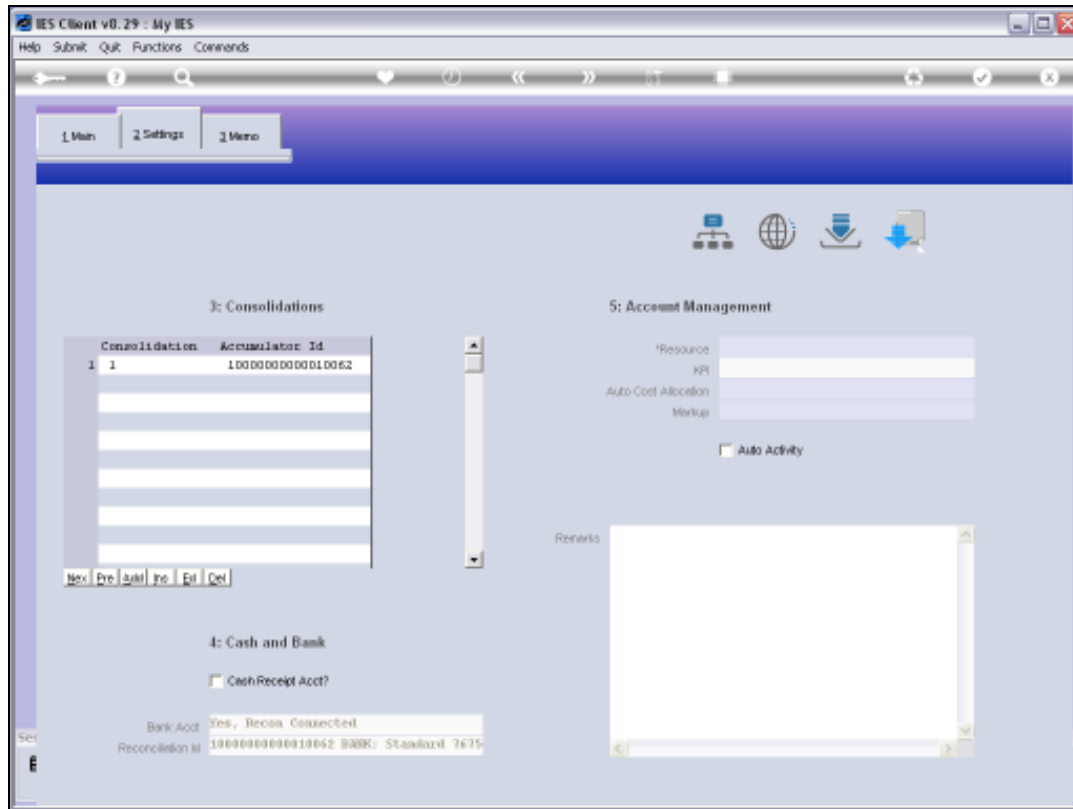 IES Client v8.29 : My IES
Help Submit Quit Functions Commands
1 Main 2 Settings 3 Memo
3: Consolidations
Consolidation Accumulator Id
1 1 10000000000010062
Nex Pre Add Ins Ed Del
4: Cash and Bank
Cash Receipt Acct?
Bank Acct Yes, Recon Connected
Reconciliation Id 10000000000010062 BANK: Standard 7675
5: Account Management
*Resource
KPI
Auto Cost Allocation
Markup
Auto Activity
Remarks